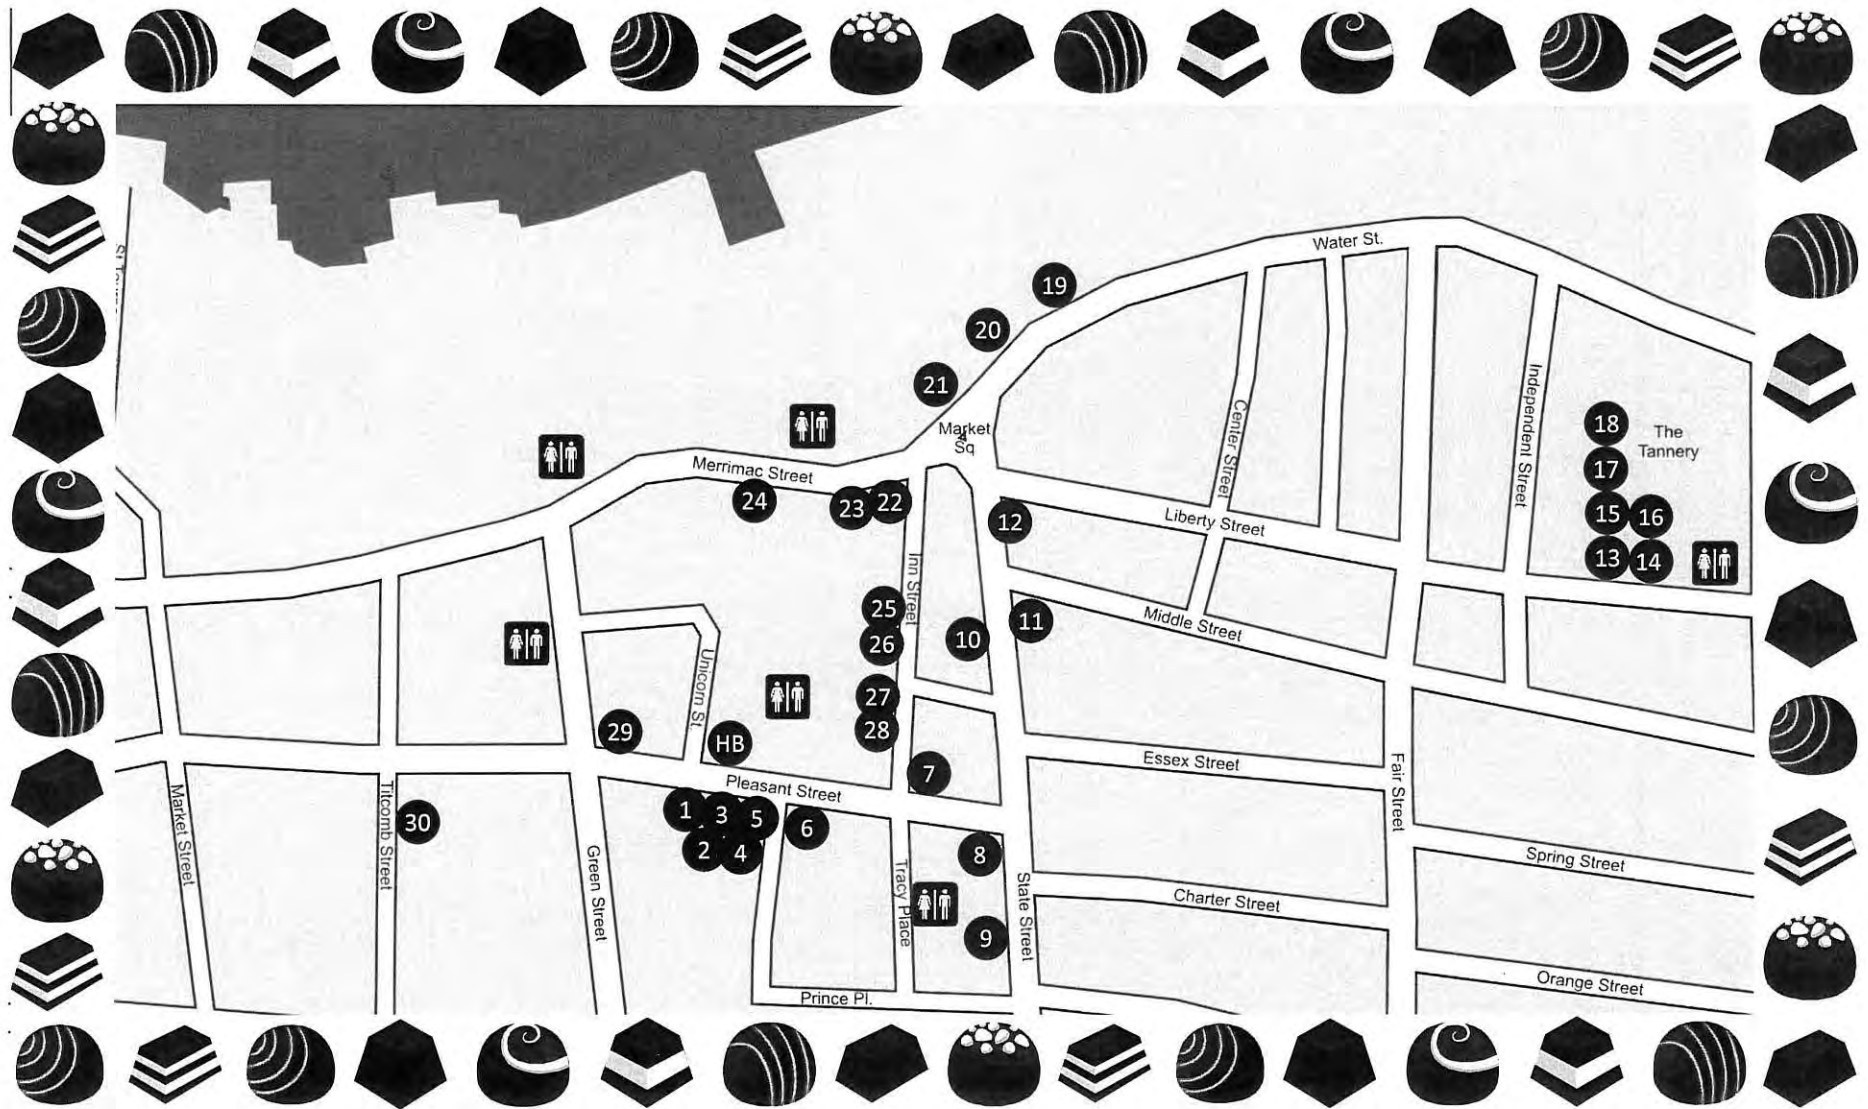 Water St.
19
20
21
Market
Sq
Merrimac Street
24
23
22
12
Liberty Street
Center Street
Independent Street
18
The
Tannery
17
15
16
13
14
Inn Street
25
26
10
11
Middle Street
Unicorn St.
27
28
29
HB
7
Essex Street
Pleasant Street
1
3
5
6
2
4
8
9
30
Market Street
Titcomb Street
Green Street
Tracy Place
State Street
Fair Street
Spring Street
Charter Street
Orange Street
Prince Pl.